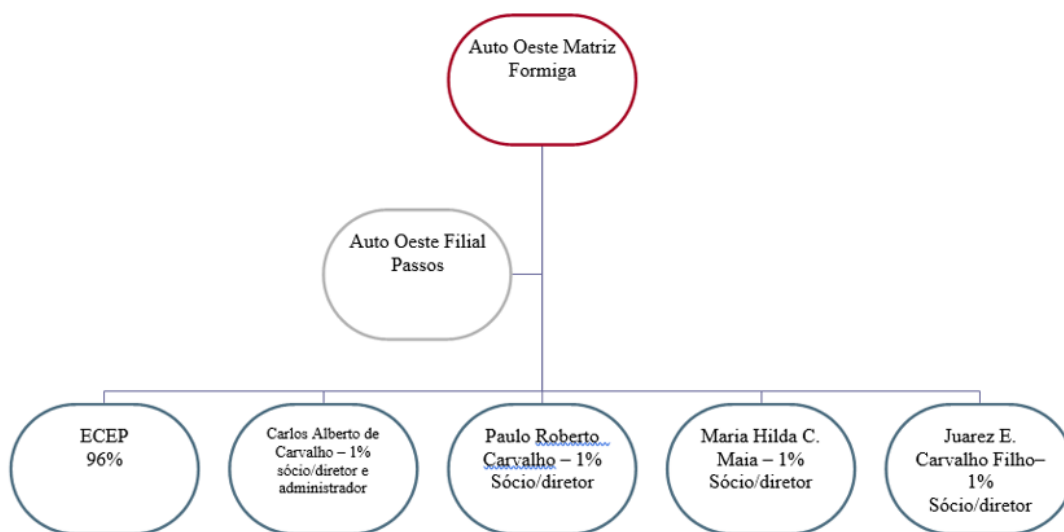 Auto Oeste Matriz
Formiga
Auto Oeste Filial
Passos
ECEP
96%
Carlos Alberto de
Carvalho – 1%
sócio/diretor e
administrador
Paulo Roberto
Carvalho – 1%
Sócio/diretor
Maria Hilda C.
Maia – 1%
Sócio/diretor
Juarez E.
Carvalho Filho–
1%
Sócio/diretor